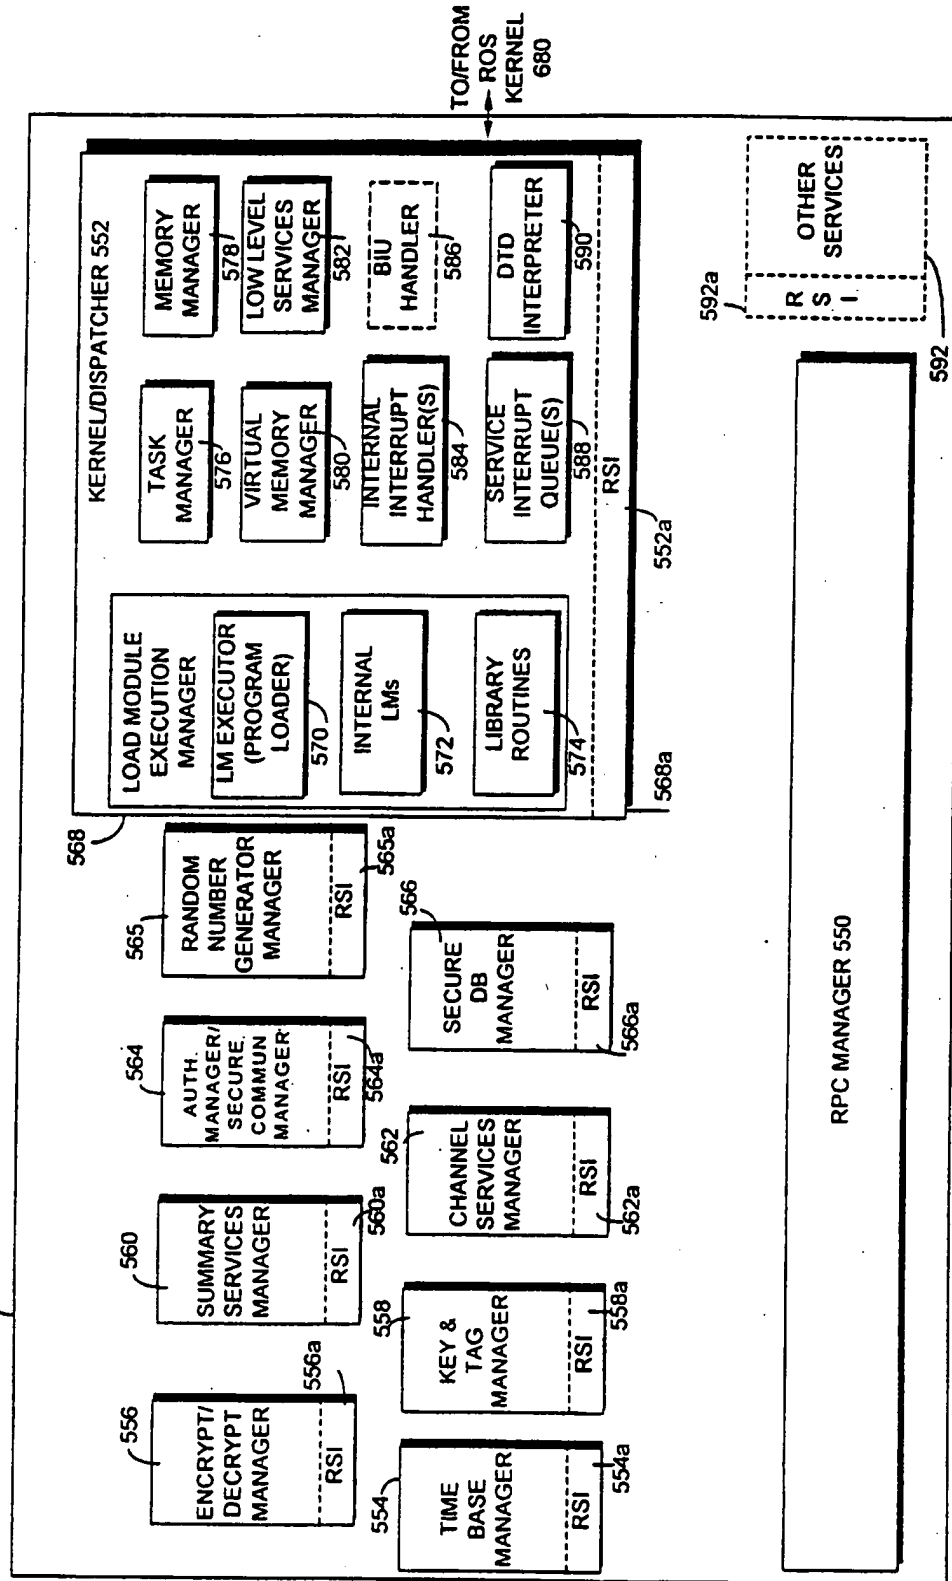 KERNEL/DISPATCHER 552
LOAD MODULE
EXECUTION
MANAGER
568
LM EXECUTOR
(PROGRAM
LOADER)
570
INTERNAL
LMs
572
LIBRARY
ROUTINES
574
568a
TASK
MANAGER
576
MEMORY
MANAGER
578
VIRTUAL
MEMORY
MANAGER
580
LOW LEVEL
SERVICES
MANAGER
582
INTERNAL
INTERRUPT
HANDLER(S)
584
BIU
HANDLER
586
SERVICE
INTERRUPT
QUEUE(S)
588
DTD
INTERPRETER
590
RSI
552a
TO/FROM
ROS
KERNEL
680
556
ENCRYPT/
DECRYPT
MANAGER
RSI
556a
560
SUMMARY
SERVICES
MANAGER
RSI
560a
564
AUTH.
MANAGER/
SECURE.
COMMUN
MANAGER
RSI
564a
565
RANDOM
NUMBER
GENERATOR
MANAGER
RSI
565a
554
TIME
BASE
MANAGER
RSI
554a
558
KEY &
TAG
MANAGER
RSI
558a
562
CHANNEL
SERVICES
MANAGER
RSI
562a
566
SECURE
DB
MANAGER
RSI
566a
RPC MANAGER 550
592a
R
S
I
OTHER
SERVICES
592